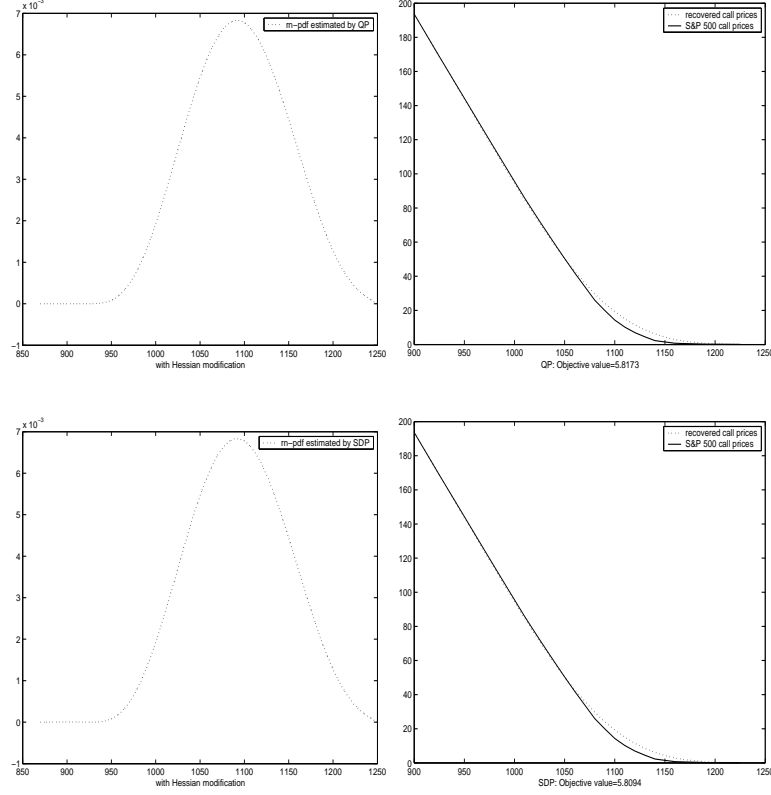 x 10⁻³
m-pdf estimated by QP
7
6
5
4
3
2
1
0
−1
850 900 950 1000 1050 1100 1150 1200 1250
with Hessian modification
recovered call prices
S&P 500 call prices
200
180
160
140
120
100
80
60
40
20
0
900 950 1000 1050 1100 1150 1200 1250
QP: Objective value=5.8173
x 10⁻³
m-pdf estimated by SDP
7
6
5
4
3
2
1
0
−1
850 900 950 1000 1050 1100 1150 1200 1250
with Hessian modification
recovered call prices
S&P 500 call prices
200
180
160
140
120
100
80
60
40
20
0
900 950 1000 1050 1100 1150 1200 1250
SDP: Objective value=5.8094